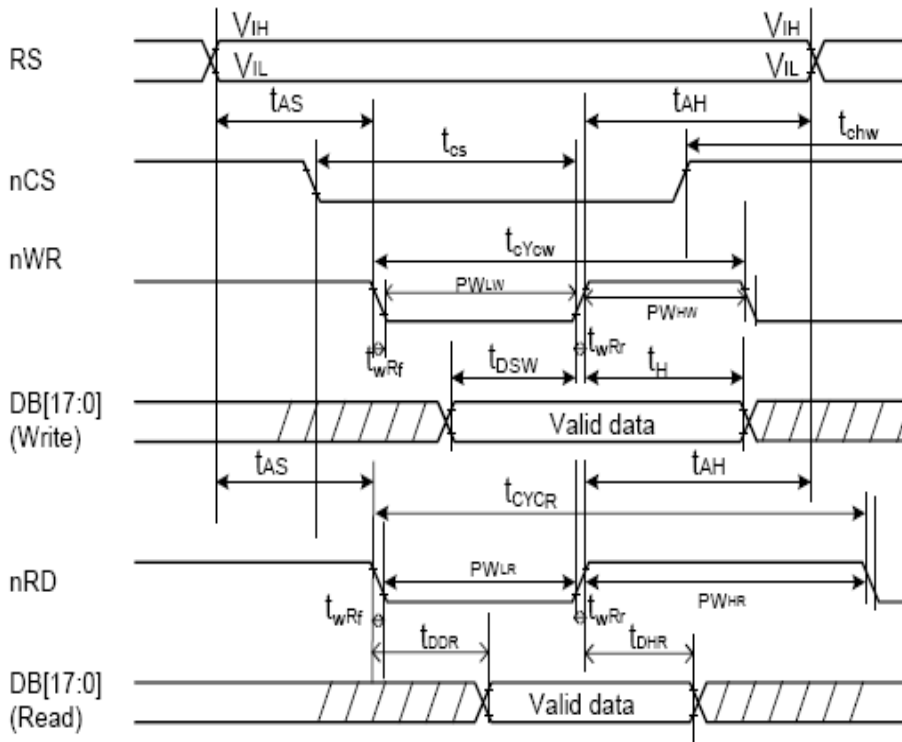 RS VIH VIH
VIL VIL
tAS tAH
tcs tchw
nCS
nWR tcYcw
PWLW PWHW
twRf tDSW twRr tH
DB[17:0]
(Write) Valid data
tAS tAH
tCYCR
nRD PWLR PWHR
twRf twRr
tDDR tDHR
DB[17:0]
(Read) Valid data